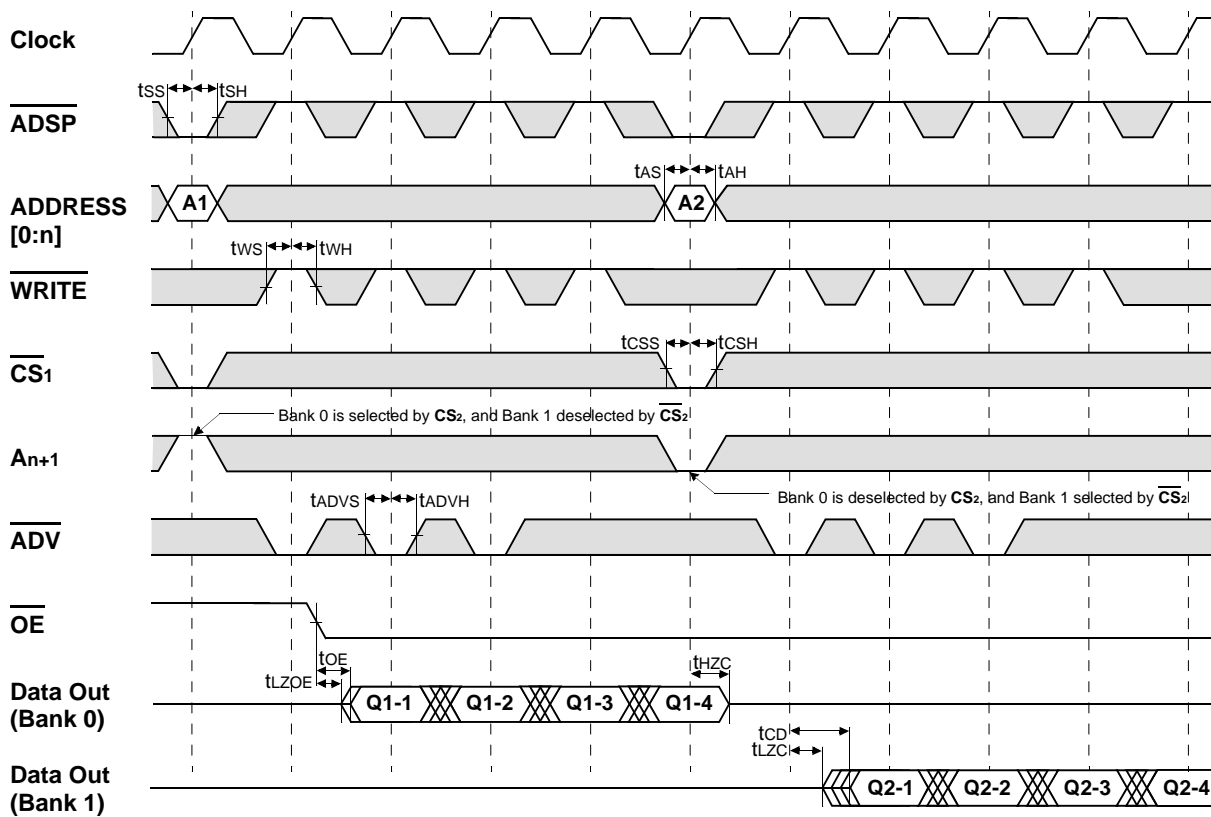 Clock
tSS tSH
ADSP
tAS tAH
ADDRESS
[0:n]
A1 A2
tWS tWH
WRITE
tCSS tCSH
CS1
Bank 0 is selected by CS2, and Bank 1 deselected by CS2
An+1
Bank 0 is deselected by CS2, and Bank 1 selected by CS2
tADVS tADVH
ADV
OE
tOE
tHZC
tLZOE
Data Out
(Bank 0)
Q1-1 Q1-2 Q1-3 Q1-4
tCD
tLZC
Data Out
(Bank 1)
Q2-1 Q2-2 Q2-3 Q2-4